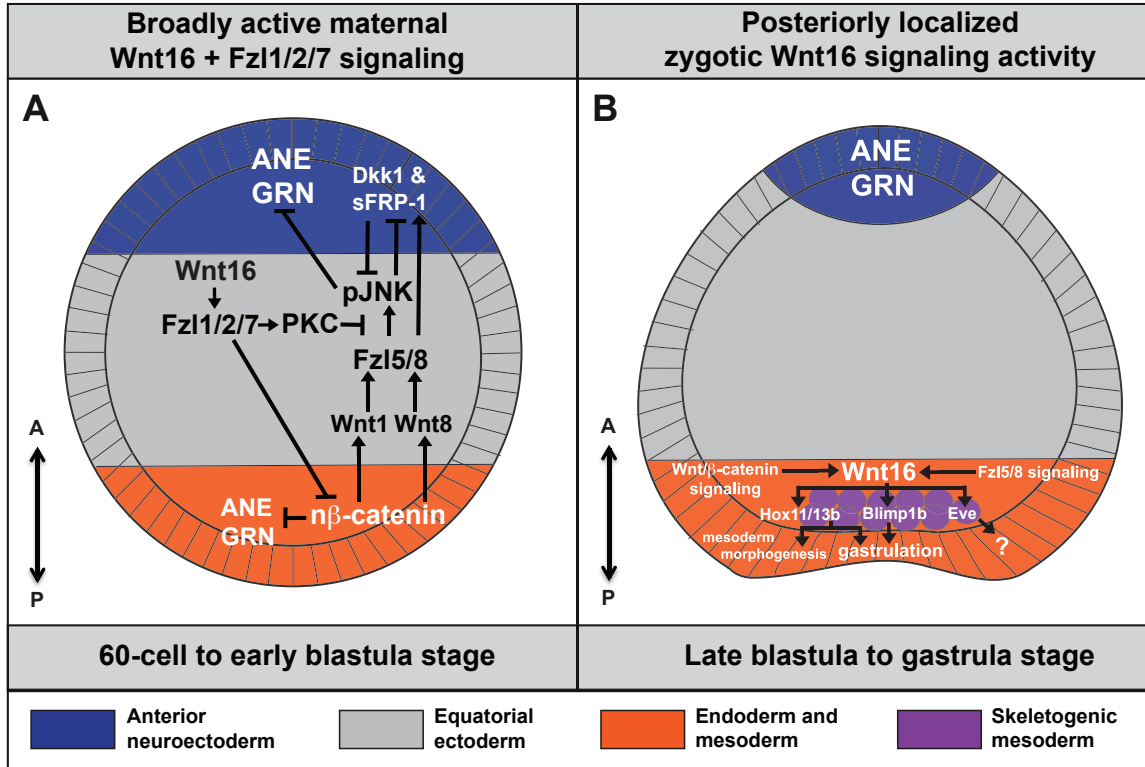 Broadly active maternal
Wnt16 + Fzl1/2/7 signaling
Posteriorly localized
zygotic Wnt16 signaling activity
A
ANE
GRN
Dkk1 &
sFRP-1
Wnt16
pJNK
Fzl1/2/7
PKC
Fzl5/8
Wnt1
Wnt8
ANE
GRN
nβ-catenin
A
P
B
ANE
GRN
Wnt/β-catenin
signaling
Wnt16
Fzl5/8 signaling
Hox11/13b
Blimp1b
Eve
mesoderm
morphogenesis
gastrulation
?
A
P
60-cell to early blastula stage
Late blastula to gastrula stage
Anterior
neuroectoderm
Equatorial
ectoderm
Endoderm and
mesoderm
Skeletogenic
mesoderm